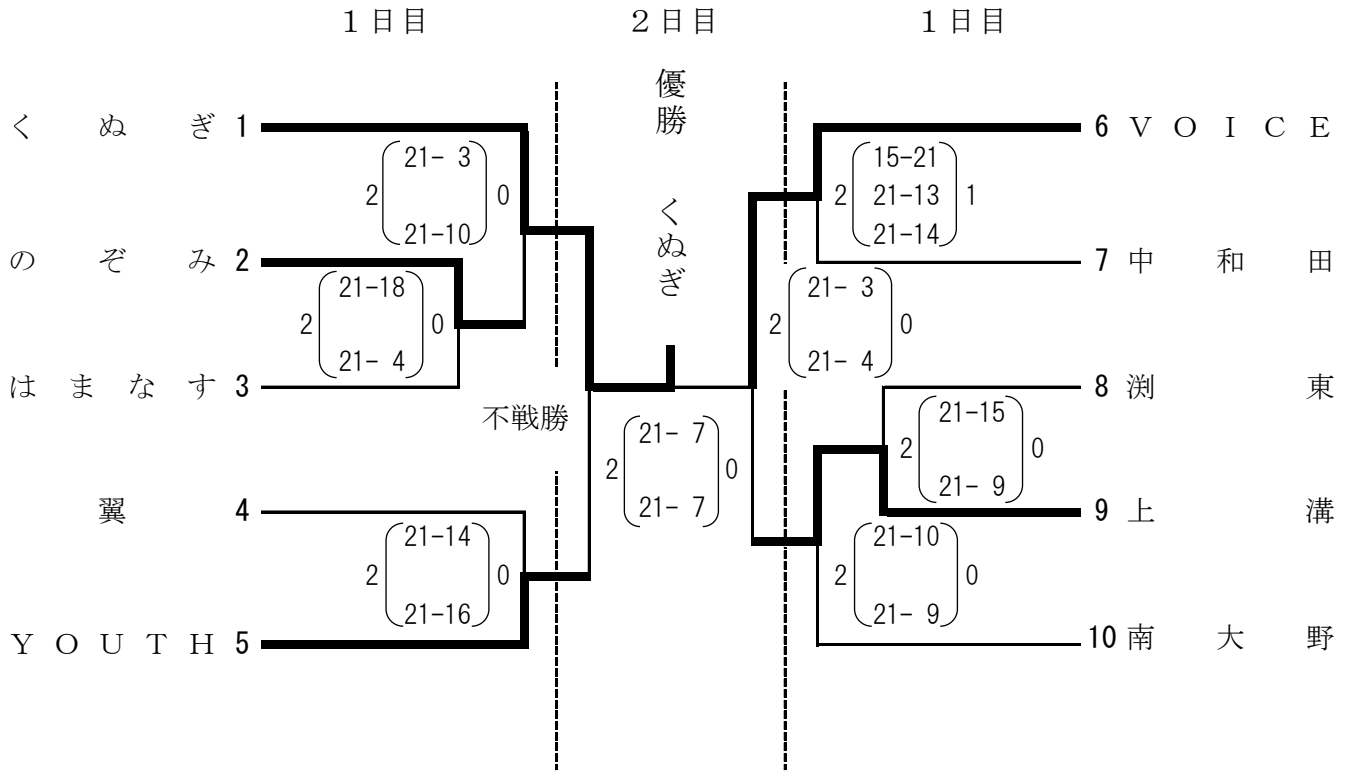 １日目 ２日目 １日目
優勝 くぬぎ
くぬぎ 1
21- 3
2 0
21-10
のぞみ 2
21-18
2 0
21- 4
はまなす 3
不戦勝
翼 4
21-14
2 0
21-16
ＹＯＵＴＨ 5
21- 7
2 0
21- 7
6 ＶＯＩＣＥ
15-21
2 21-13 1
21-14
7 中和田
21- 3
2 0
21- 4
8 渕東
21-15
2 0
21- 9
9 上溝
21-10
2 0
21- 9
10 南大野